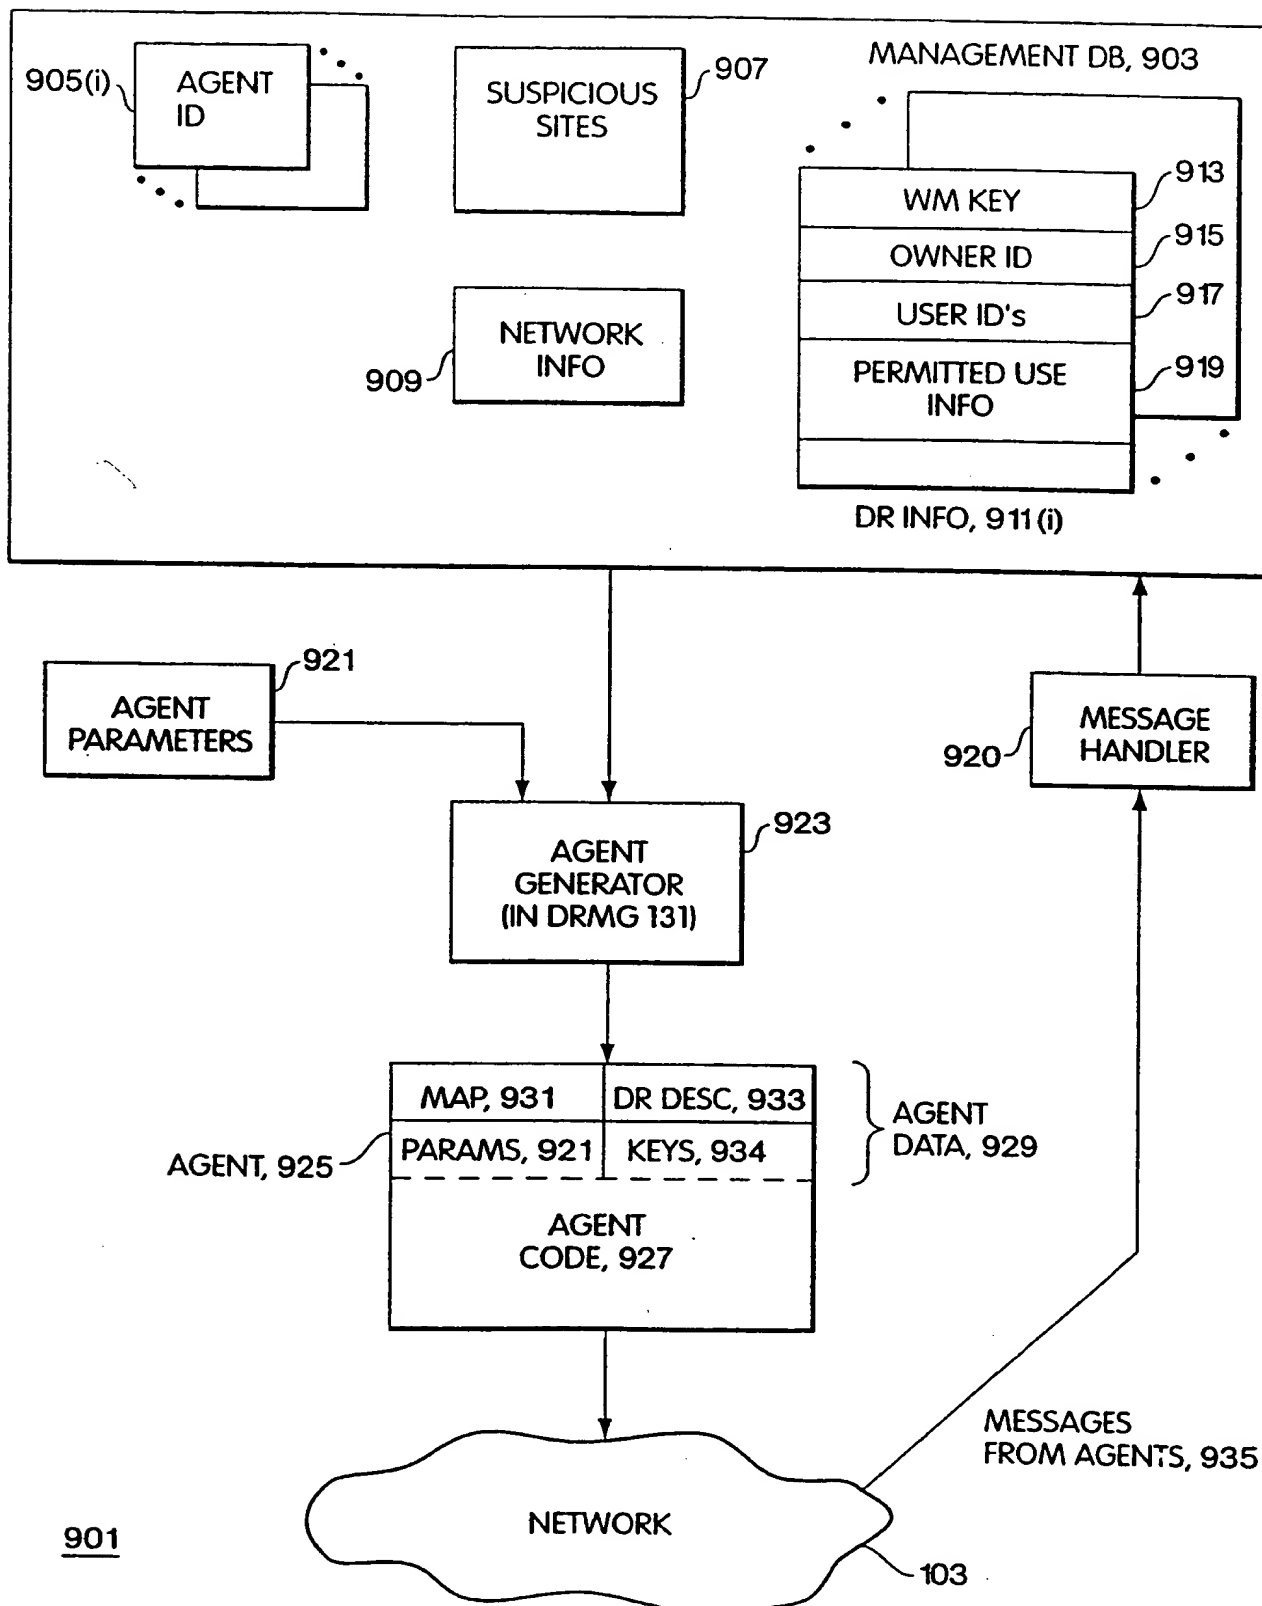 MANAGEMENT DB, 903
905(i)
AGENT
ID
SUSPICIOUS
SITES
907
NETWORK
INFO
909
WM KEY
913
OWNER ID
915
USER ID's
917
PERMITTED USE
INFO
919
DR INFO, 911(i)
AGENT
PARAMETERS
921
MESSAGE
HANDLER
920
AGENT
GENERATOR
(IN DRMG 131)
923
MAP, 931
DR DESC, 933
PARAMS, 921
KEYS, 934
AGENT
DATA, 929
AGENT, 925
AGENT
CODE, 927
MESSAGES
FROM AGENTS, 935
NETWORK
103
901